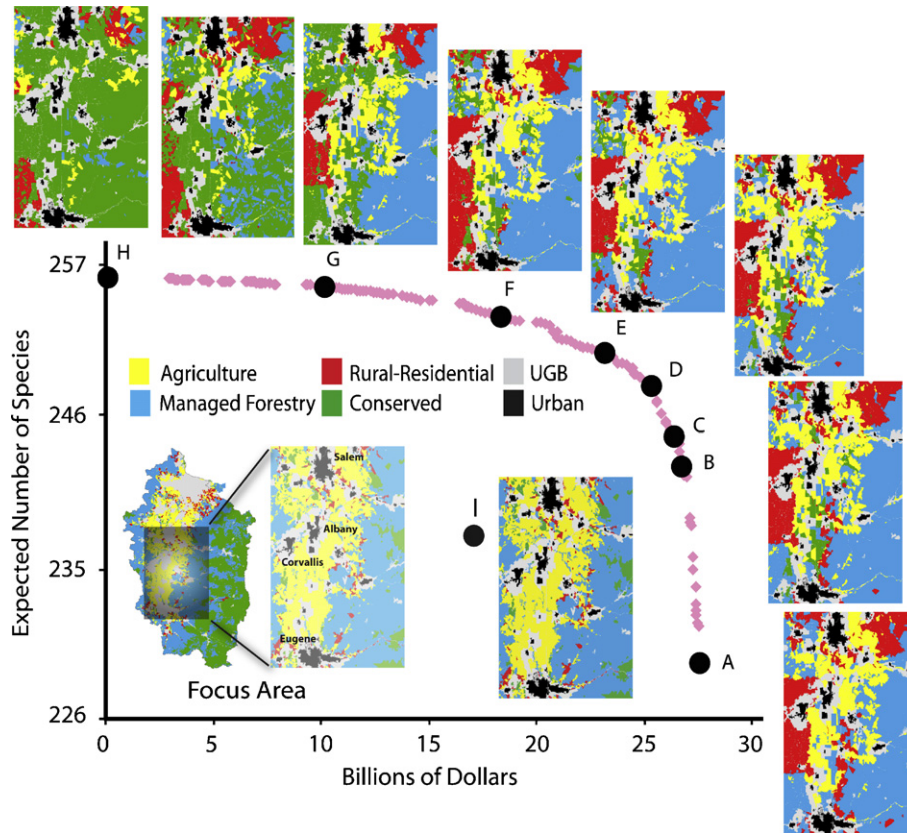 H
G
F
E
D
C
B
A
I
257
246
235
226
Expected Number of Species
Agriculture
Rural-Residential
UGB
Managed Forestry
Conserved
Urban
Salem
Albany
Corvallis
Eugene
Focus Area
0
5
10
15
20
25
30
Billions of Dollars